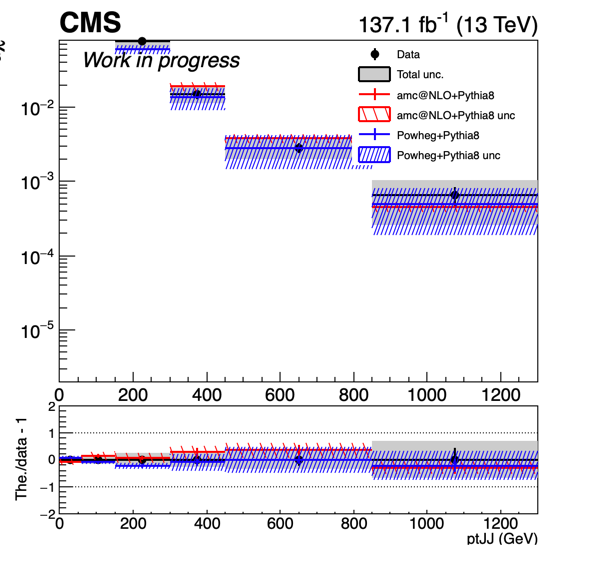 CMS 137.1 fb⁻¹ (13 TeV)
Work in progress
Data
Total unc.
amc@NLO+Pythia8
amc@NLO+Pythia8 unc
Powheg+Pythia8
Powheg+Pythia8 unc
10⁻²
10⁻³
10⁻⁴
10⁻⁵
0 200 400 600 800 1000 1200
The./data - 1
2
1
0
−1
−2
0 200 400 600 800 1000 1200
ptJJ (GeV)